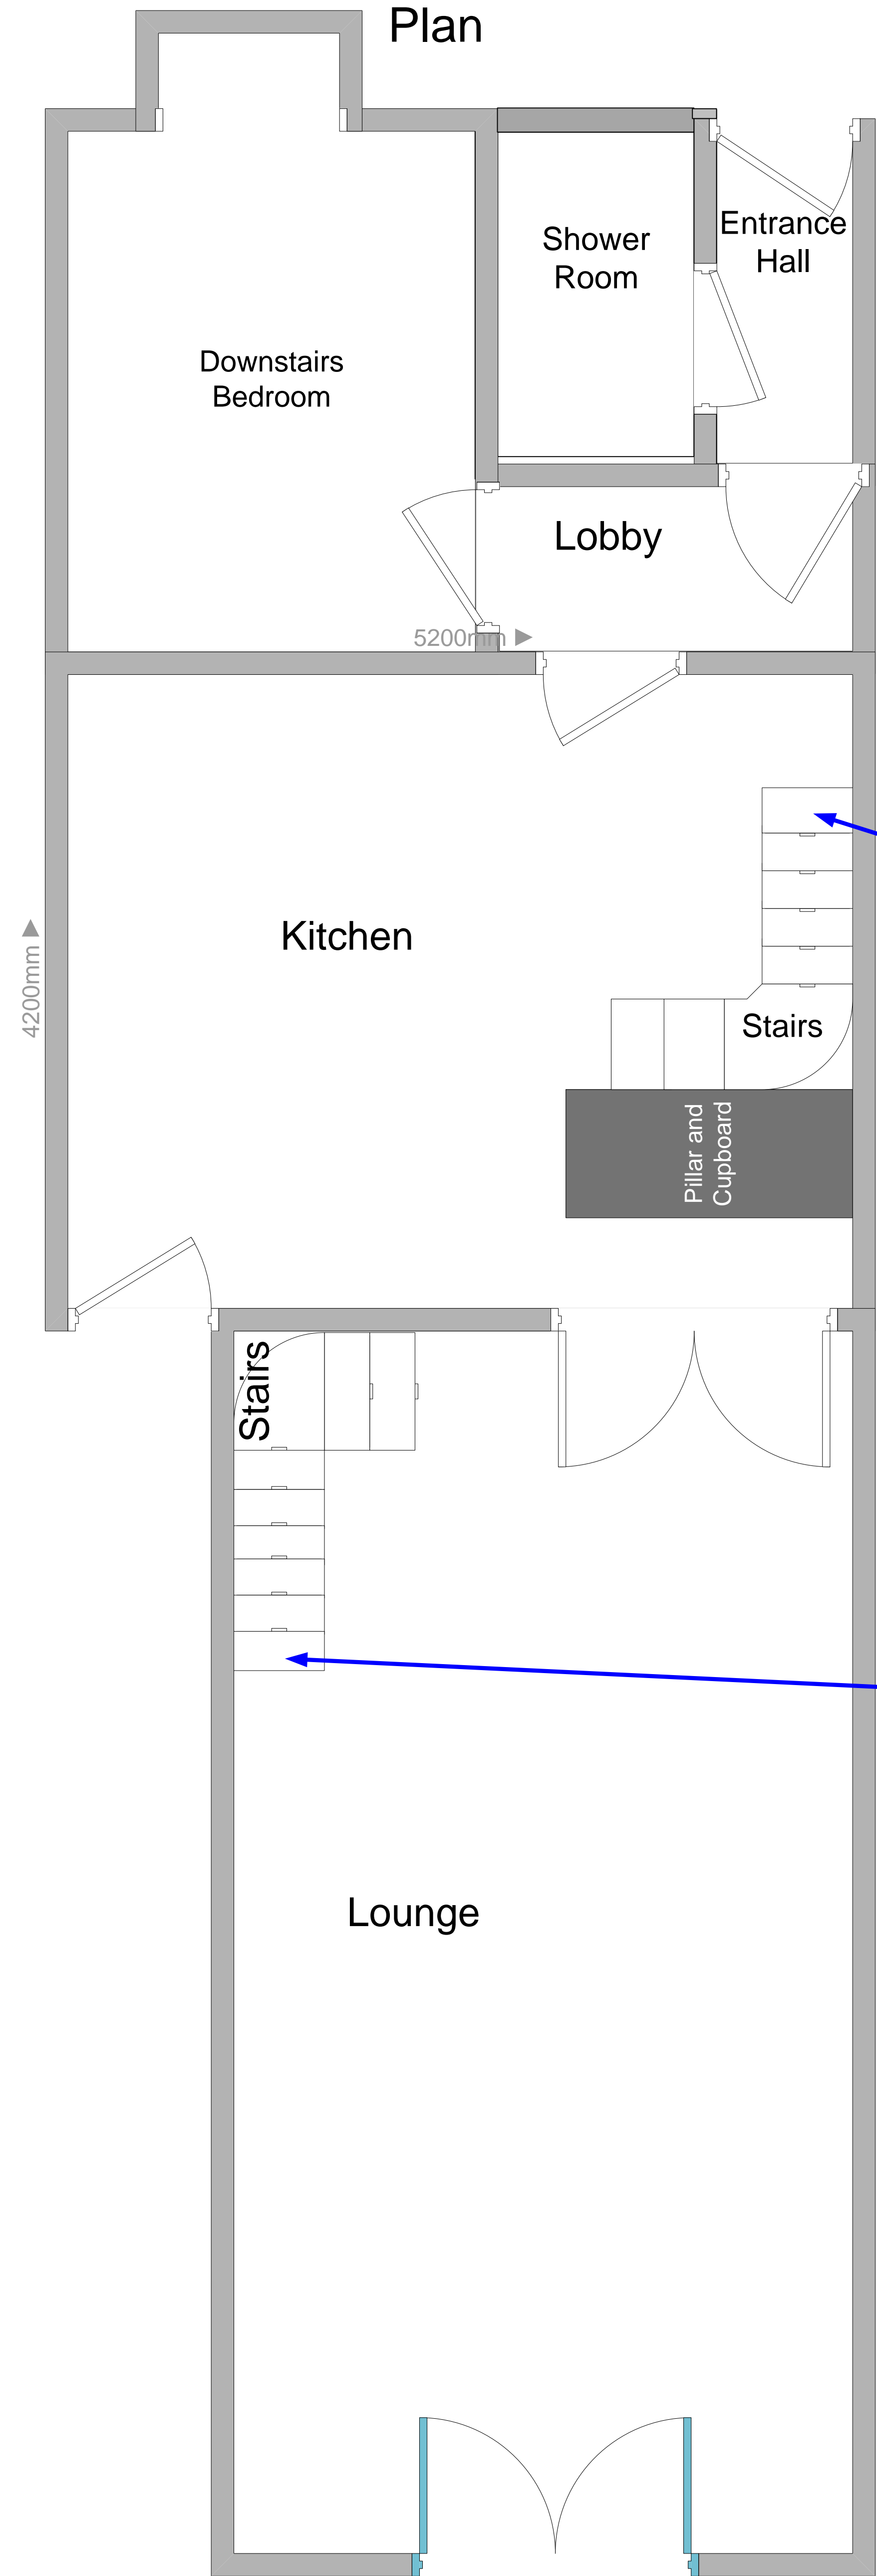 Plan
Entrance
Hall
Shower
Room
Downstairs
Bedroom
Lobby
5200mm
Kitchen
4200mm
Stairs
Pillar and
Cupboard
Stairs
Lounge